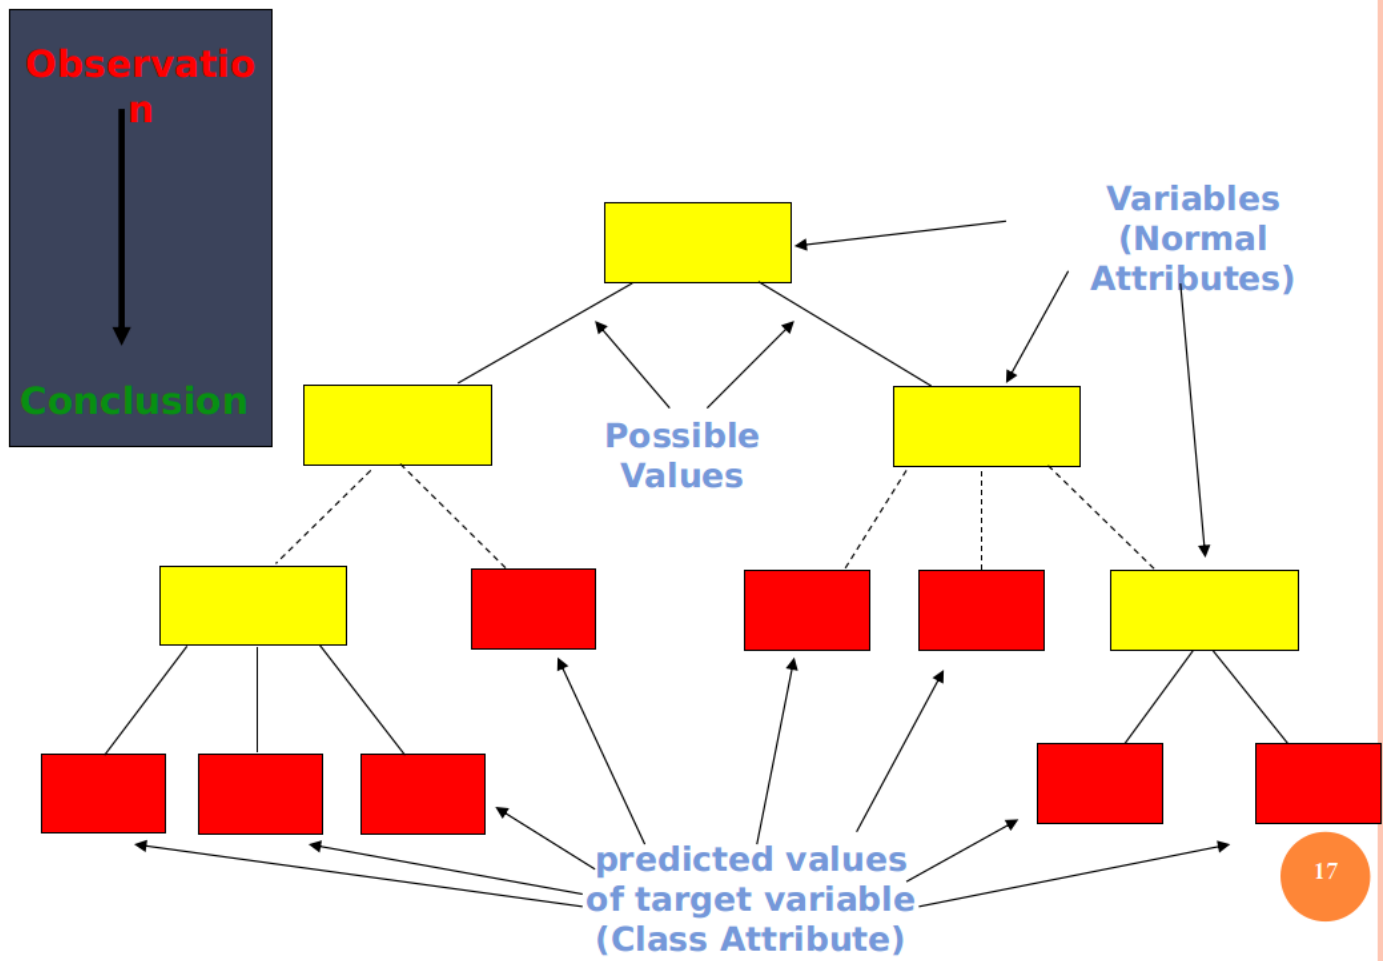 Observatio
n
Conclusion
Variables
(Normal
Attributes)
Possible
Values
predicted values
of target variable
(Class Attribute)
17